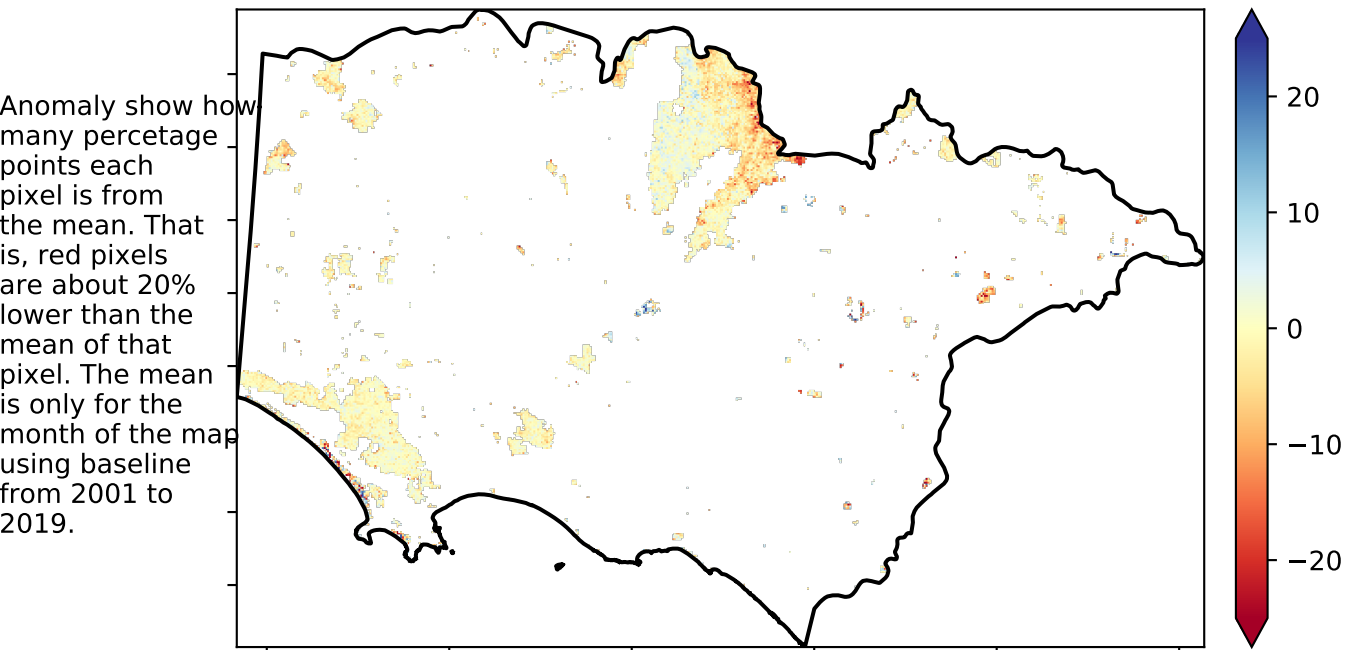 Anomaly show how
many percetage
points each
pixel is from
the mean. That
is, red pixels
are about 20%
lower than the
mean of that
pixel. The mean
is only for the
month of the map
using baseline
from 2001 to
2019.
20
10
0
−10
−20